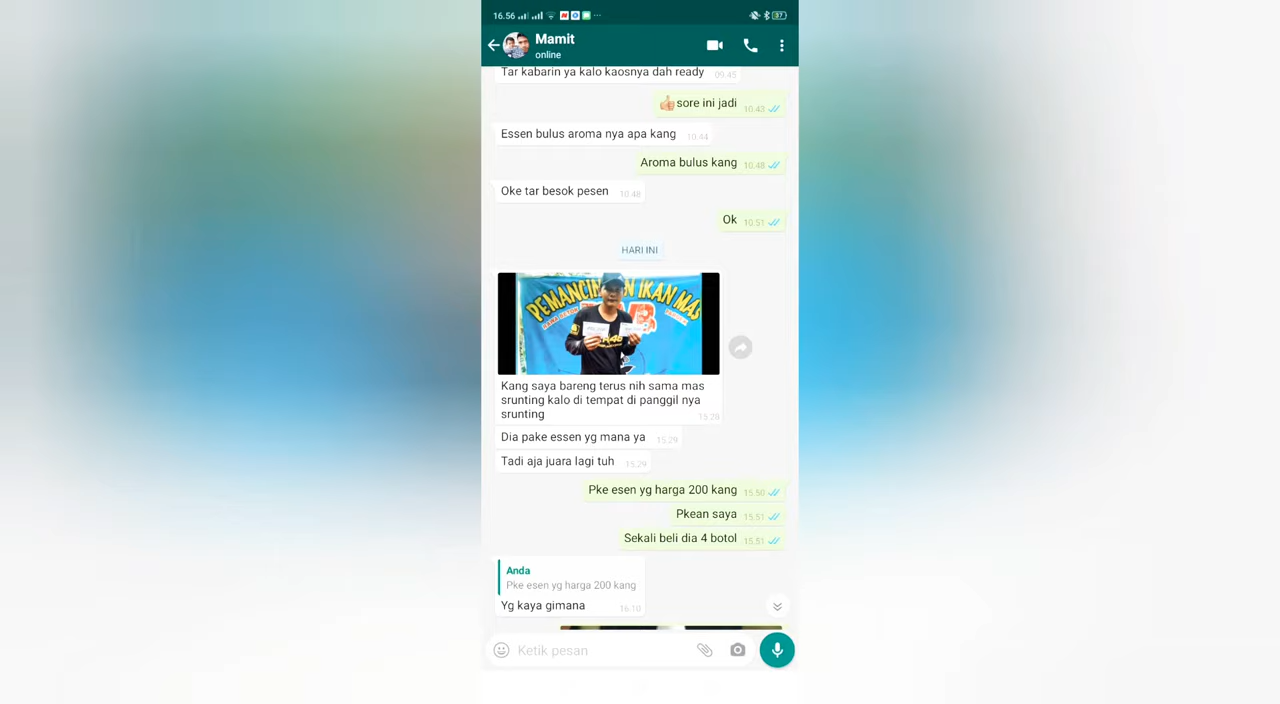 16.56
37
Mamit
online
Tar kabarin ya kalo kaosnya dah ready 09.45
👍sore ini jadi 10.43
Essen bulus aroma nya apa kang 10.44
Aroma bulus kang 10.48
Oke tar besok pesen 10.48
Ok 10.51
HARI INI
PEMANCINGAN IKAN MAS
Kang saya bareng terus nih sama mas
srunting kalo di tempat di panggil nya
srunting 15.28
Dia pake essen yg mana ya 15.29
Tadi aja juara lagi tuh 15.29
Pke esen yg harga 200 kang 15.50
Pkean saya 15.51
Sekali beli dia 4 botol 15.51
Anda
Pke esen yg harga 200 kang
Yg kaya gimana 16.10
Ketik pesan